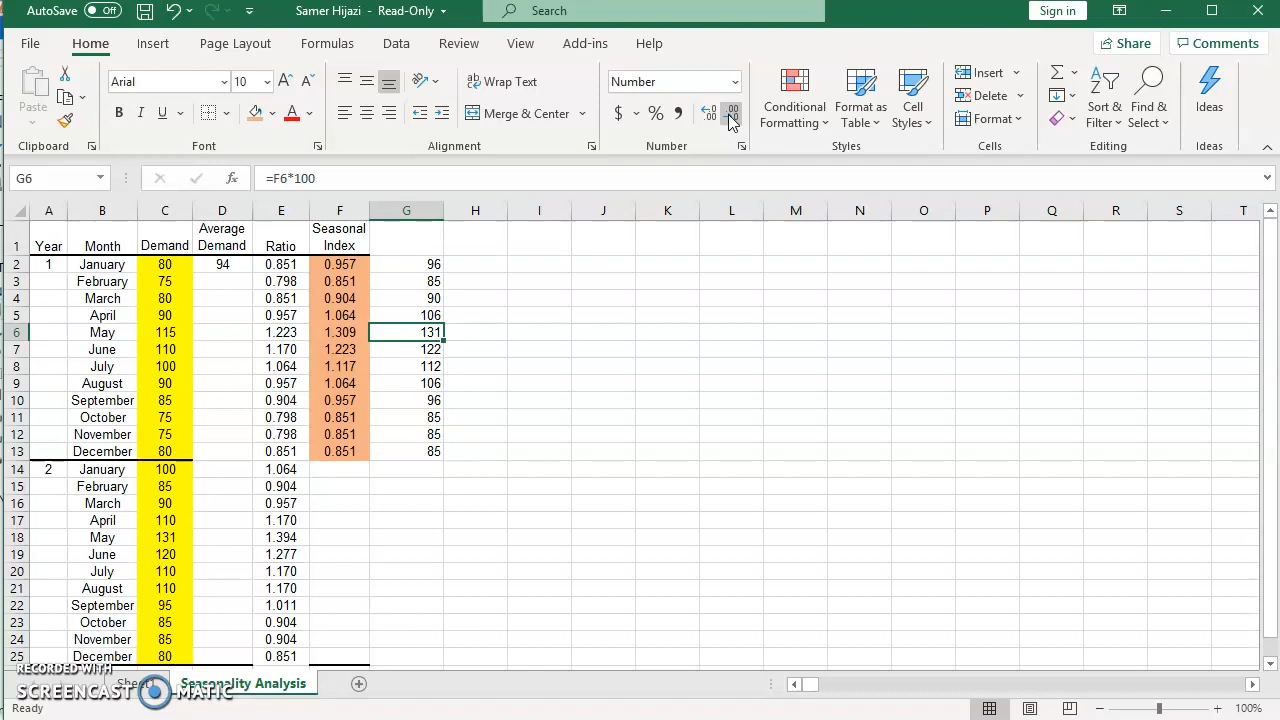 AutoSave Off Samer Hijazi - Read-Only Search Sign in
File Home Insert Page Layout Formulas Data Review View Add-ins Help Share Comments
Paste Arial 10 Wrap Text Number Conditional Formatting Format as Table Cell Styles Insert Delete Format Sort & Filter Find & Select Ideas
B I U A Merge & Center $ %
Clipboard Font Alignment Number Styles Cells Editing Ideas
G6 fx =F6*100
A B C D E F G H I J K L M N O P Q R S T
1 Year Month Demand Average Demand Ratio Seasonal Index
2 1 January 80 94 0.851 0.957 96
3 February 75 0.798 0.851 85
4 March 80 0.851 0.904 90
5 April 90 0.957 1.064 106
6 May 115 1.223 1.309 131
7 June 110 1.170 1.223 122
8 July 100 1.064 1.117 112
9 August 90 0.957 1.064 106
10 September 85 0.904 0.957 96
11 October 75 0.798 0.851 85
12 November 75 0.798 0.851 85
13 December 80 0.851 0.851 85
14 2 January 100 1.064
15 February 85 0.904
16 March 90 0.957
17 April 110 1.170
18 May 131 1.394
19 June 120 1.277
20 July 110 1.170
21 August 110 1.170
22 September 95 1.011
23 October 85 0.904
24 November 85 0.904
25 December 80 0.851
RECORDED WITH
SCREENCAST MATIC
Sheet1 Seasonality Analysis
Ready 100%